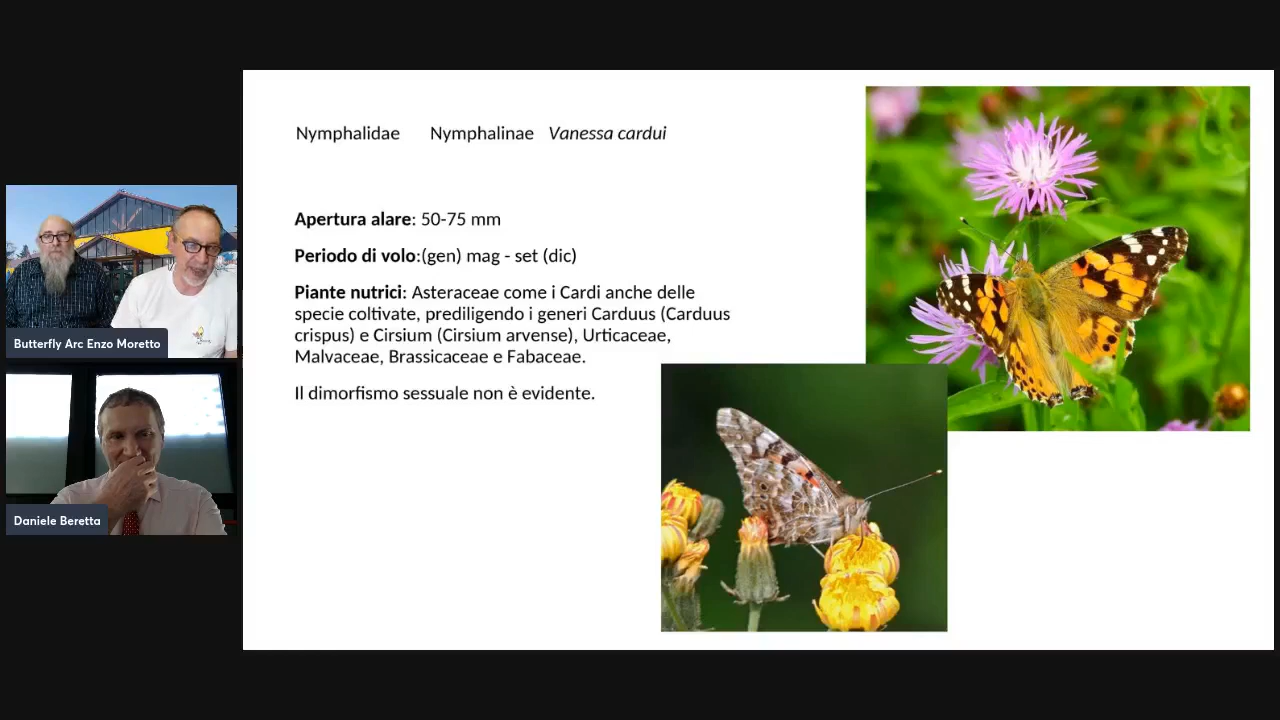 Nymphalidae Nymphalinae Vanessa cardui
Apertura alare: 50-75 mm
Periodo di volo:(gen) mag - set (dic)
Piante nutrici: Asteraceae come i Cardi anche delle
specie coltivate, prediligendo i generi Carduus (Carduus
crispus) e Cirsium (Cirsium arvense), Urticaceae,
Malvaceae, Brassicaceae e Fabaceae.
Il dimorfismo sessuale non è evidente.
Butterfly Arc Enzo Moretto
Daniele Beretta